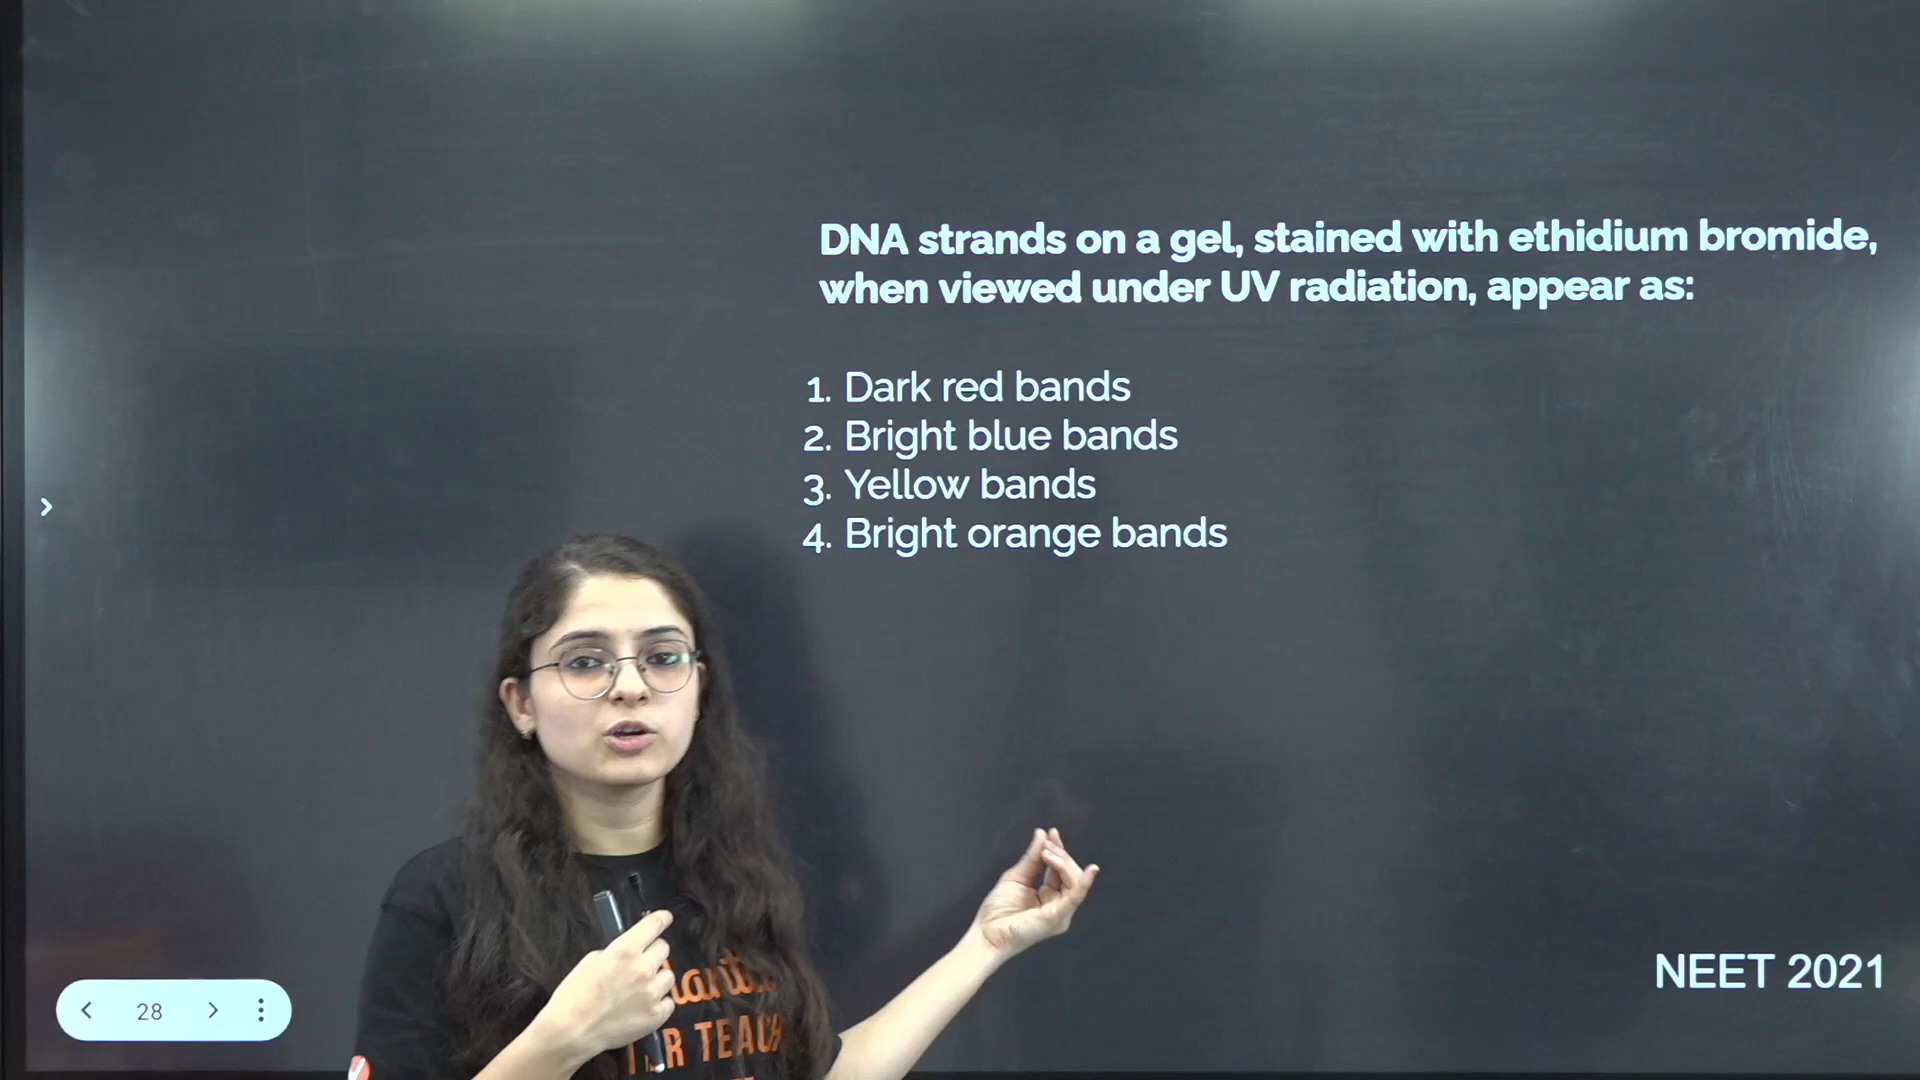 DNA strands on a gel, stained with ethidium bromide,
when viewed under UV radiation, appear as:
1. Dark red bands
2. Bright blue bands
3. Yellow bands
4. Bright orange bands
NEET 2021
28
TEACH